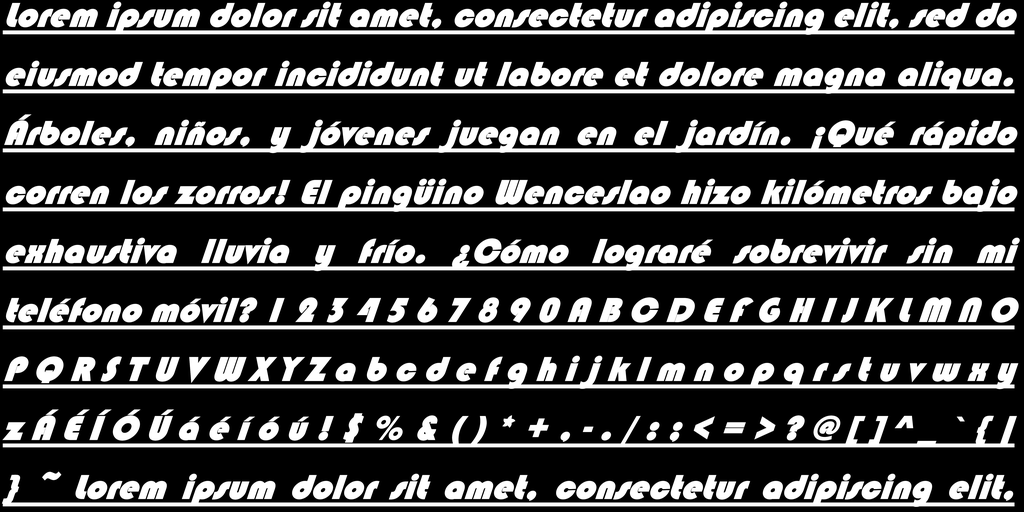 Lorem ipsum dolor sit amet, consectetur adipiscing elit, sed do
eiusmod tempor incididunt ut labore et dolore magna aliqua.
Árboles, niños, y jóvenes juegan en el jardín. ¡Qué rápido
corren los zorros! El pingüino Wenceslao hizo kilómetros bajo
exhaustiva lluvia y frío. ¿Cómo lograré sobrevivir sin mi
teléfono móvil? 1 2 3 4 5 6 7 8 9 0 A B C D E F G H I J K L M N O
P Q R S T U V W X Y Z a b c d e f g h i j k l m n o p q r s t u v w x y
z Á É Í Ó Ú á é í ó ú ! $ % & ( ) * + , - . / : ; < = > ? @ [ ] ^ _ ` { |
} ~ Lorem ipsum dolor sit amet, consectetur adipiscing elit,